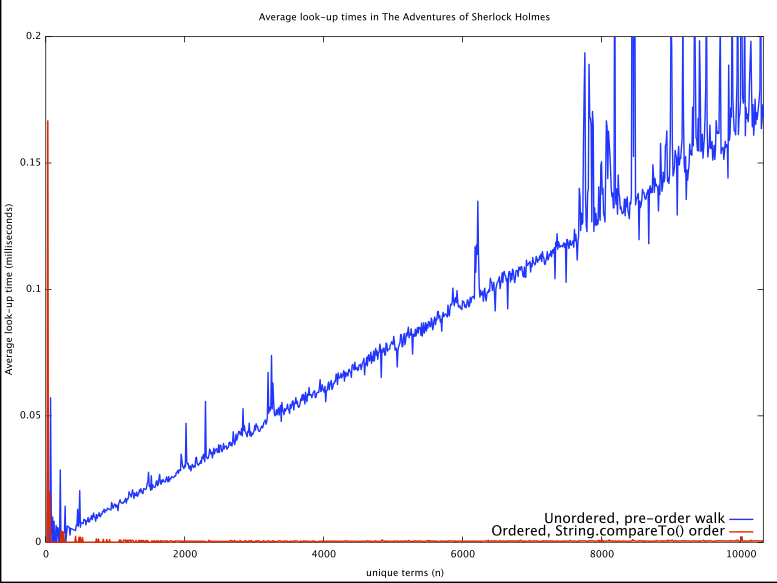 Average look-up times in The Adventures of Sherlock Holmes
0.2
0.15
0.1
0.05
0
Average look-up time (milliseconds)
Unordered, pre-order walk
Ordered, String.compareTo() order
0 2000 4000 6000 8000 10000
unique terms (n)